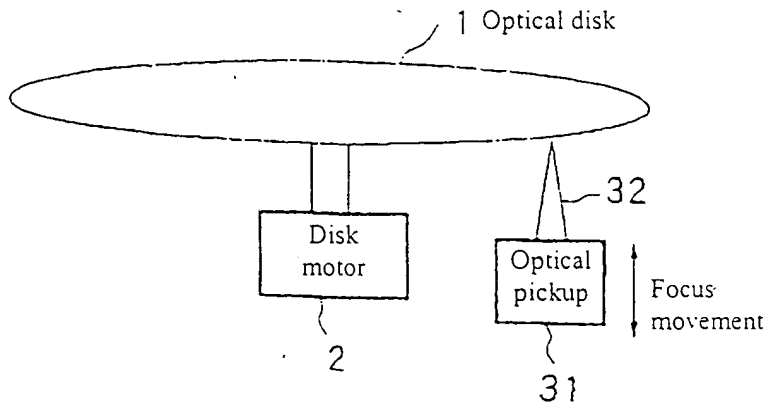 1 Optical disk
32
Disk
motor
Optical
pickup
Focus
movement
2
31